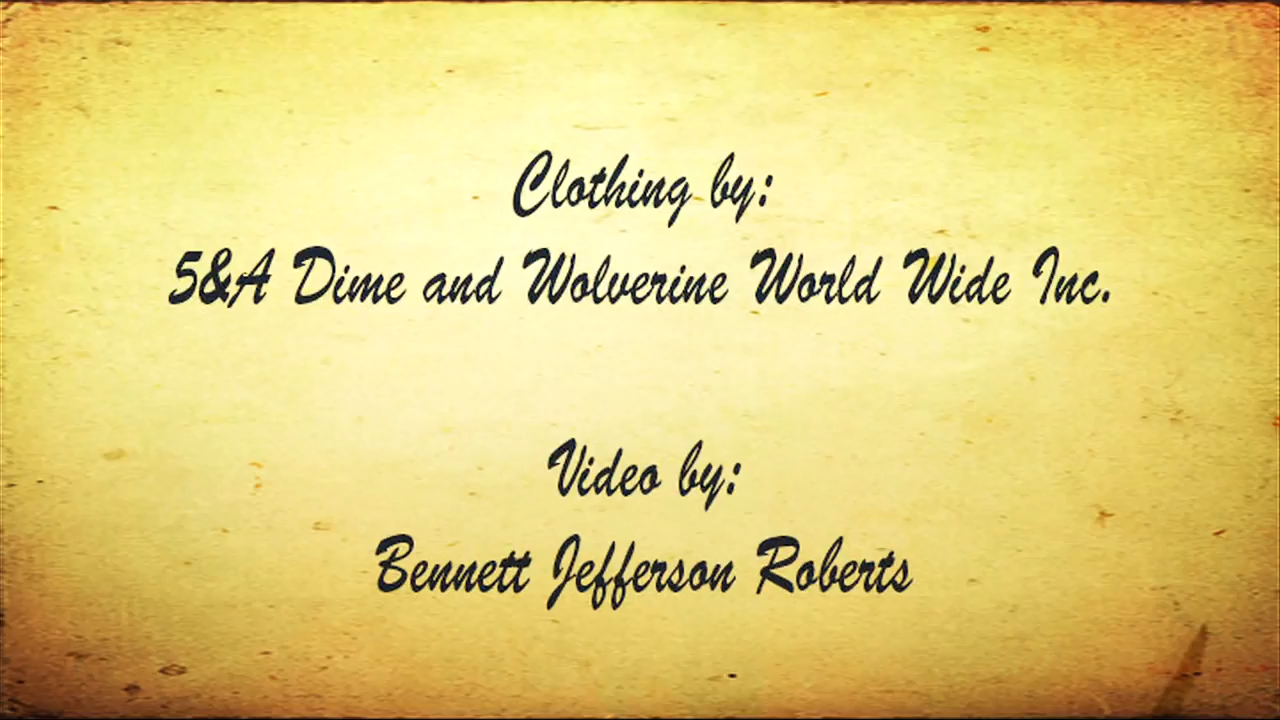 Clothing by:
5&A Dime and Wolverine World Wide Inc.
Video by:
Bennett Jefferson Roberts